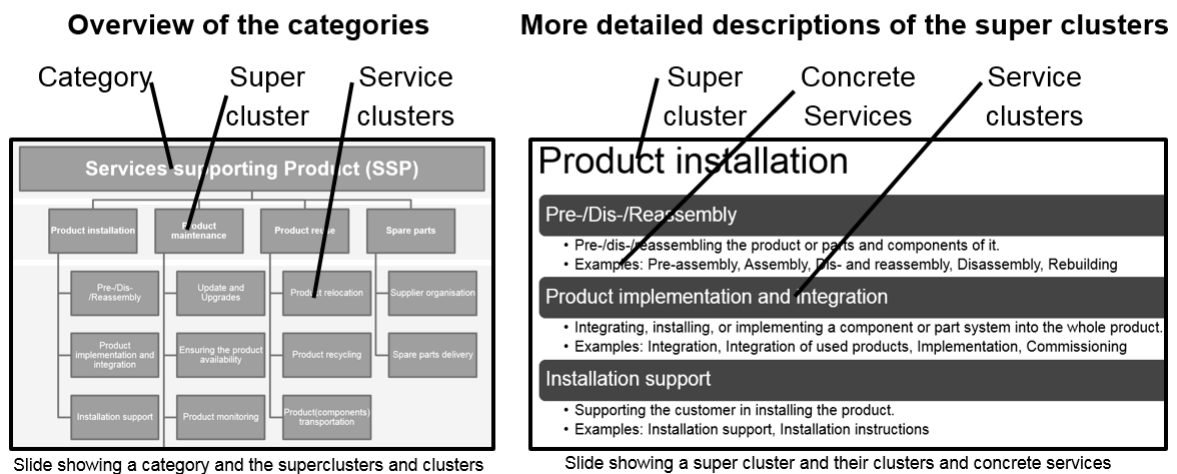 Overview of the categories
Category
Super
cluster
Service
clusters
Services supporting Product (SSP)
Product installation
Product
maintenance
Product reuse
Spare parts
Pre-/Dis-
-/Reassembly
Update and
Upgrades
Product relocation
Supplier organisation
Product
implementation and
integration
Ensuring the product
availability
Product recycling
Spare parts delivery
Installation support
Product monitoring
Product(components)
transportation
Slide showing a category and the superclusters and clusters
More detailed descriptions of the super clusters
Super
cluster
Concrete
Services
Service
clusters
Product installation
Pre-/Dis-/Reassembly
• Pre-/dis-/reassembling the product or parts and components of it.
• Examples: Pre-assembly, Assembly, Dis- and reassembly, Disassembly, Rebuilding
Product implementation and integration
• Integrating, installing, or implementing a component or part system into the whole product.
• Examples: Integration, Integration of used products, Implementation, Commissioning
Installation support
• Supporting the customer in installing the product.
• Examples: Installation support, Installation instructions
Slide showing a super cluster and their clusters and concrete services